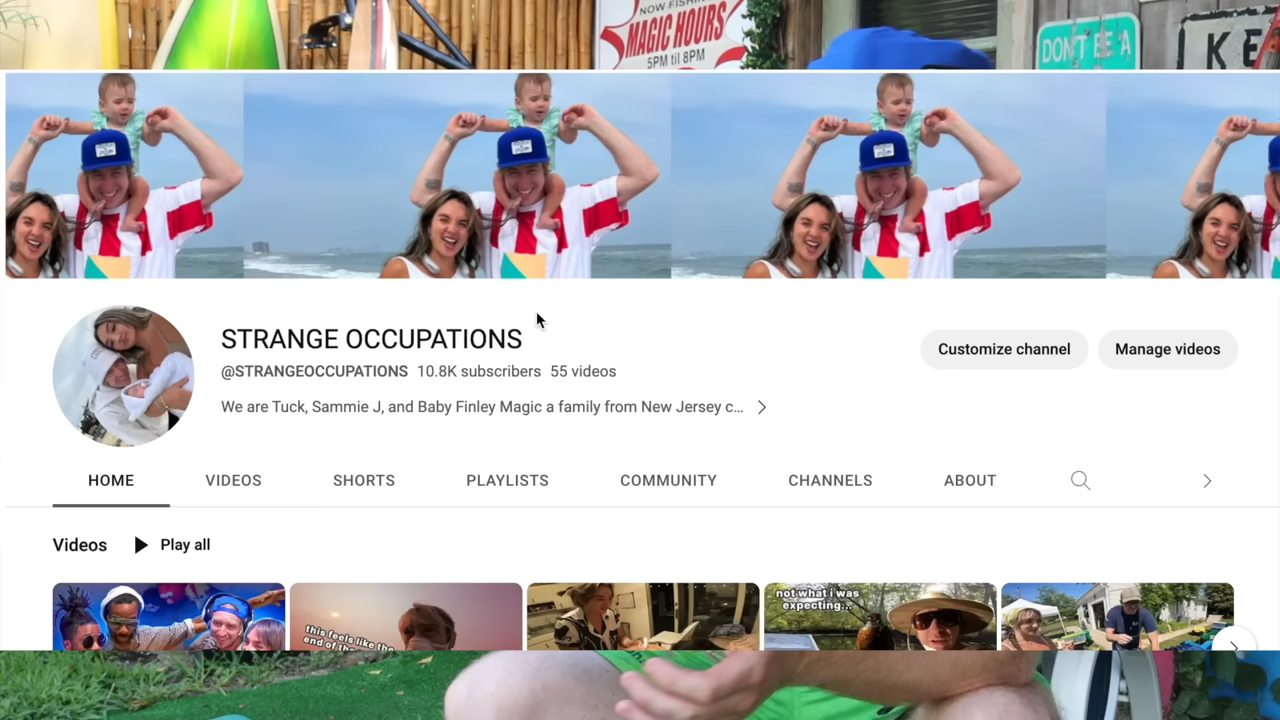 NOW FISHING
MAGIC HOURS
5PM til 8PM
DON'T BE A
KE
STRANGE OCCUPATIONS
@STRANGEOCCUPATIONS 10.8K subscribers 55 videos
We are Tuck, Sammie J, and Baby Finley Magic a family from New Jersey c...
Customize channel
Manage videos
HOME VIDEOS SHORTS PLAYLISTS COMMUNITY CHANNELS ABOUT
Videos Play all
this feels like the
end of the
not what i was
expecting...